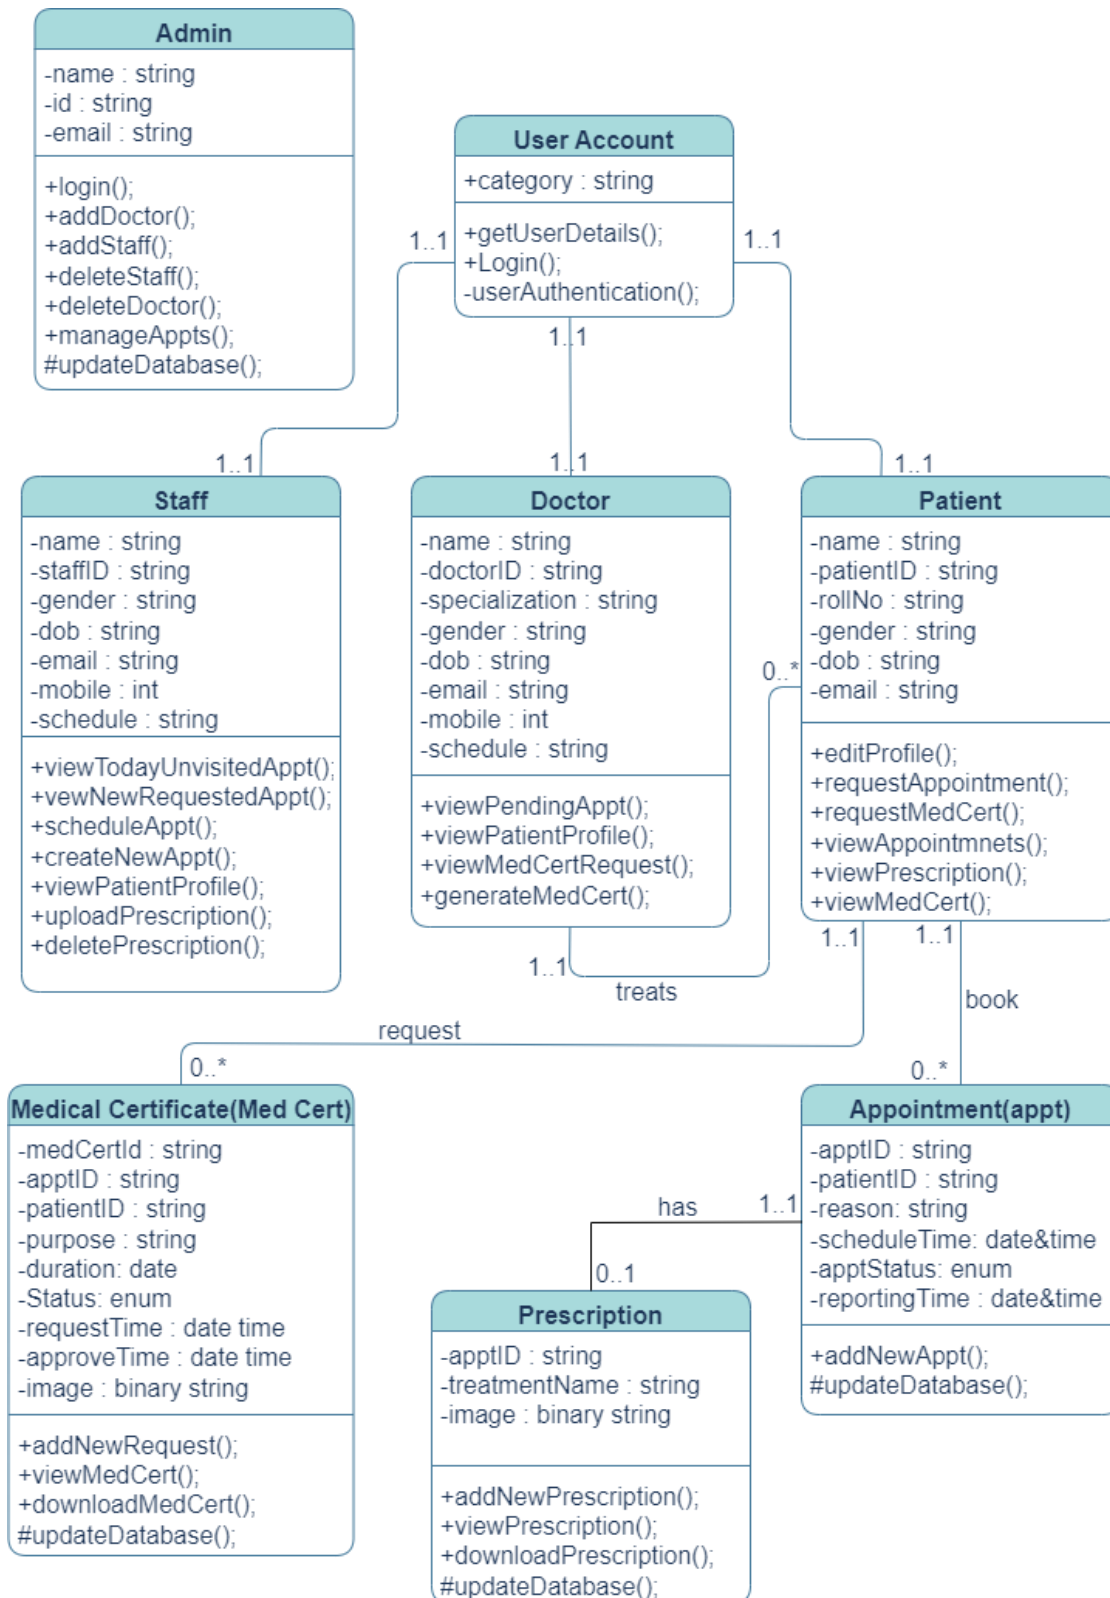 Admin
-name : string
-id : string
-email : string
+login();
+addDoctor();
+addStaff();
+deleteStaff();
+deleteDoctor();
+manageAppts();
#updateDatabase();
User Account
+category : string
+getUserDetails();
+Login();
-userAuthentication();
1..1
1..1
1..1
1..1
1..1
1..1
Staff
-name : string
-staffID : string
-gender : string
-dob : string
-email : string
-mobile : int
-schedule : string
+viewTodayUnvisitedAppt();
+vewNewRequestedAppt();
+scheduleAppt();
+createNewAppt();
+viewPatientProfile();
+uploadPrescription();
+deletePrescription();
Doctor
-name : string
-doctorID : string
-specialization : string
-gender : string
-dob : string
-email : string
-mobile : int
-schedule : string
+viewPendingAppt();
+viewPatientProfile();
+viewMedCertRequest();
+generateMedCert();
Patient
-name : string
-patientID : string
-rollNo : string
-gender : string
-dob : string
-email : string
+editProfile();
+requestAppointment();
+requestMedCert();
+viewAppointmnets();
+viewPrescription();
+viewMedCert();
0..*
1..1
treats
1..1
1..1
book
request
0..*
0..*
Medical Certificate(Med Cert)
-medCertId : string
-apptID : string
-patientID : string
-purpose : string
-duration: date
-Status: enum
-requestTime : date time
-approveTime : date time
-image : binary string
+addNewRequest();
+viewMedCert();
+downloadMedCert();
#updateDatabase();
Appointment(appt)
-apptID : string
-patientID : string
-reason: string
-scheduleTime: date&time
-apptStatus: enum
-reportingTime : date&time
+addNewAppt();
#updateDatabase();
has
1..1
0..1
Prescription
-apptID : string
-treatmentName : string
-image : binary string
+addNewPrescription();
+viewPrescription();
+downloadPrescription();
#updateDatabase();